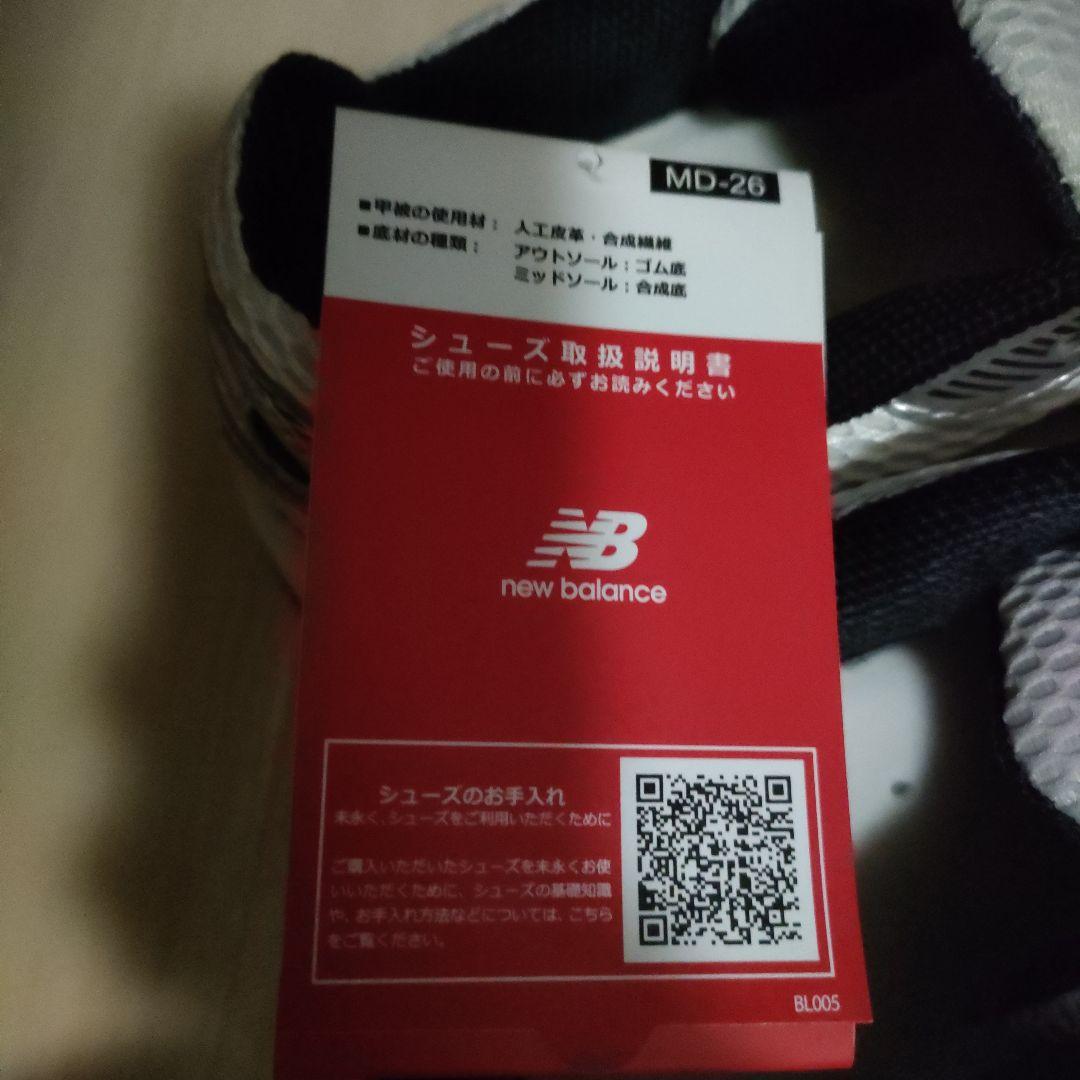 MD-26
■甲被の使用材： 人工皮革・合成繊維
■底材の種類： アウトソール：ゴム底
ミッドソール：合成底
シューズ取扱説明書
ご使用の前に必ずお読みください
NB
new balance
シューズのお手入れ
末永く、シューズをご利用いただくために
ご購入いただいたシューズを末永くお使
いいただくために、シューズの基礎知識
や、お手入れ方法などについては、こちら
をご覧ください。
BL005